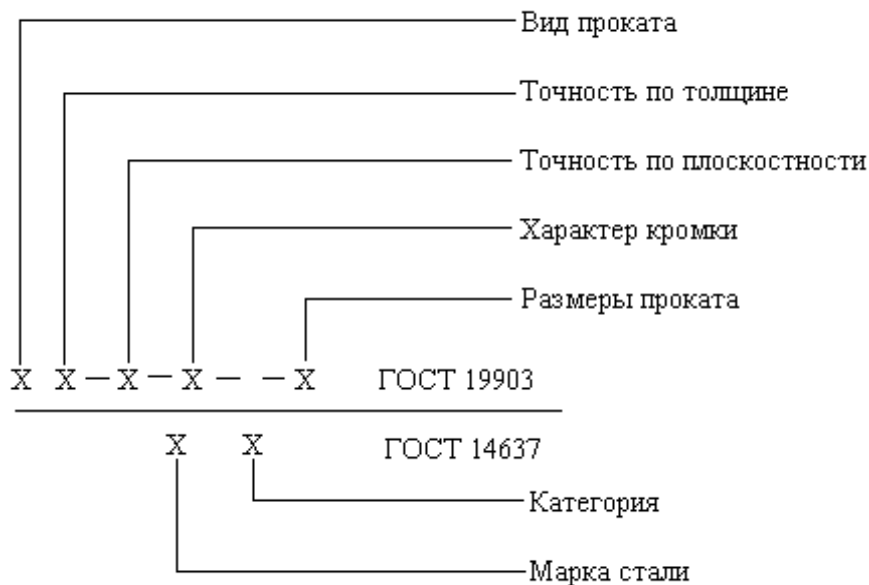 Вид проката
Точность по толщине
Точность по плоскостности
Характер кромки
Размеры проката
X X – X – X – – X ГОСТ 19903
X X ГОСТ 14637
Категория
Марка стали